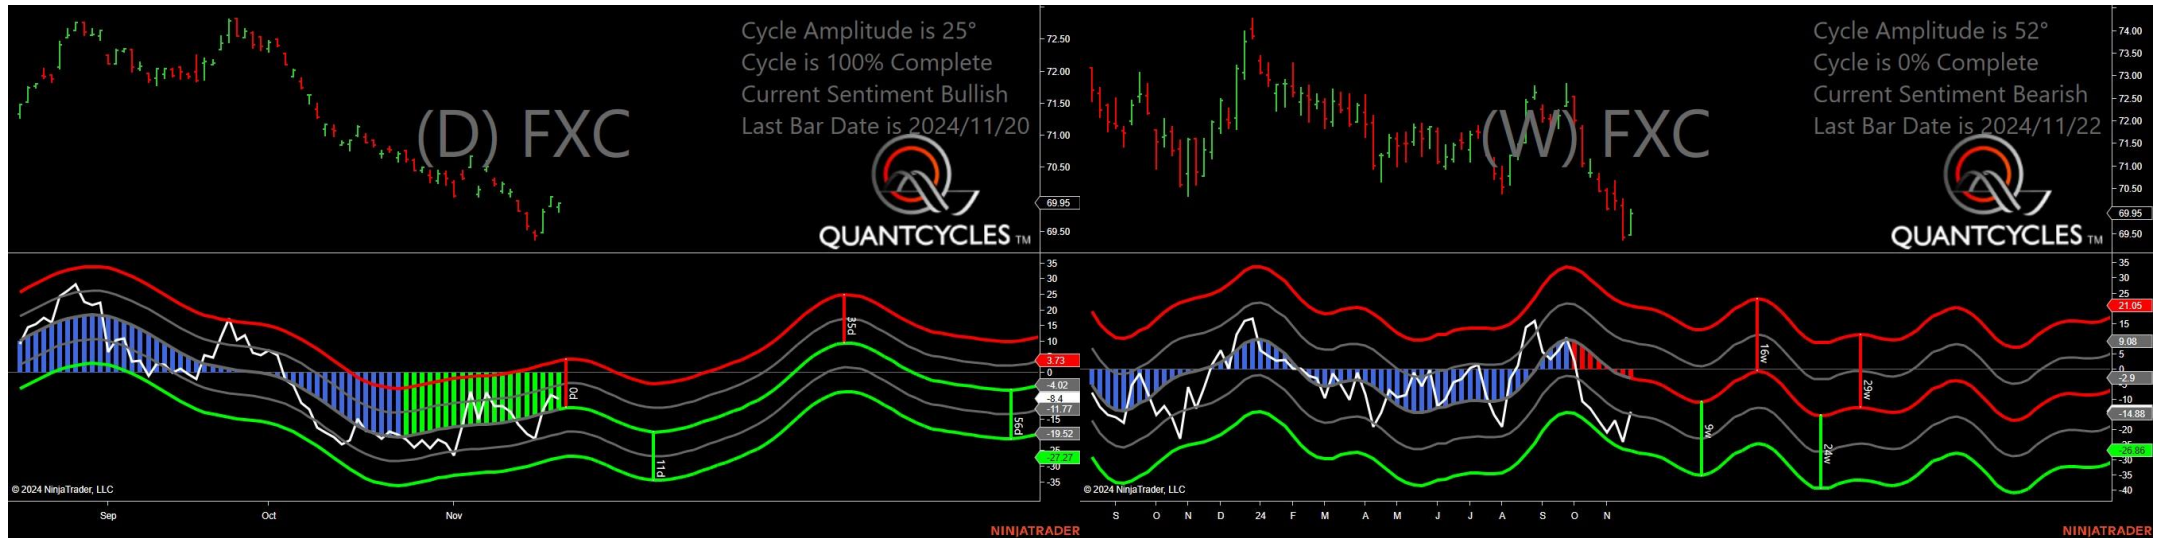 Cycle Amplitude is 25°
Cycle is 100% Complete
Current Sentiment Bullish
Last Bar Date is 2024/11/20
(D) FXC
QUANTCYCLES TM
72.50
72.00
71.50
71.00
70.50
69.95
69.50
35
30
25
20
15
10
3.73
0
-4.02
-8.4
-11.77
-15
-19.52
-27.27
-30
-35
0d
11d
35d
56d
© 2024 NinjaTrader, LLC
Sep Oct Nov
NINJATRADER
Cycle Amplitude is 52°
Cycle is 0% Complete
Current Sentiment Bearish
Last Bar Date is 2024/11/22
(W) FXC
QUANTCYCLES TM
74.00
73.50
73.00
72.50
72.00
71.50
71.00
70.50
69.95
69.50
35
30
25
21.05
15
9.08
5
0
-2.9
-10
-14.88
-20
-26.86
-30
-35
-40
9w
16w
24w
29w
© 2024 NinjaTrader, LLC
S O N D 24 F M A M J J A S O N
NINJATRADER